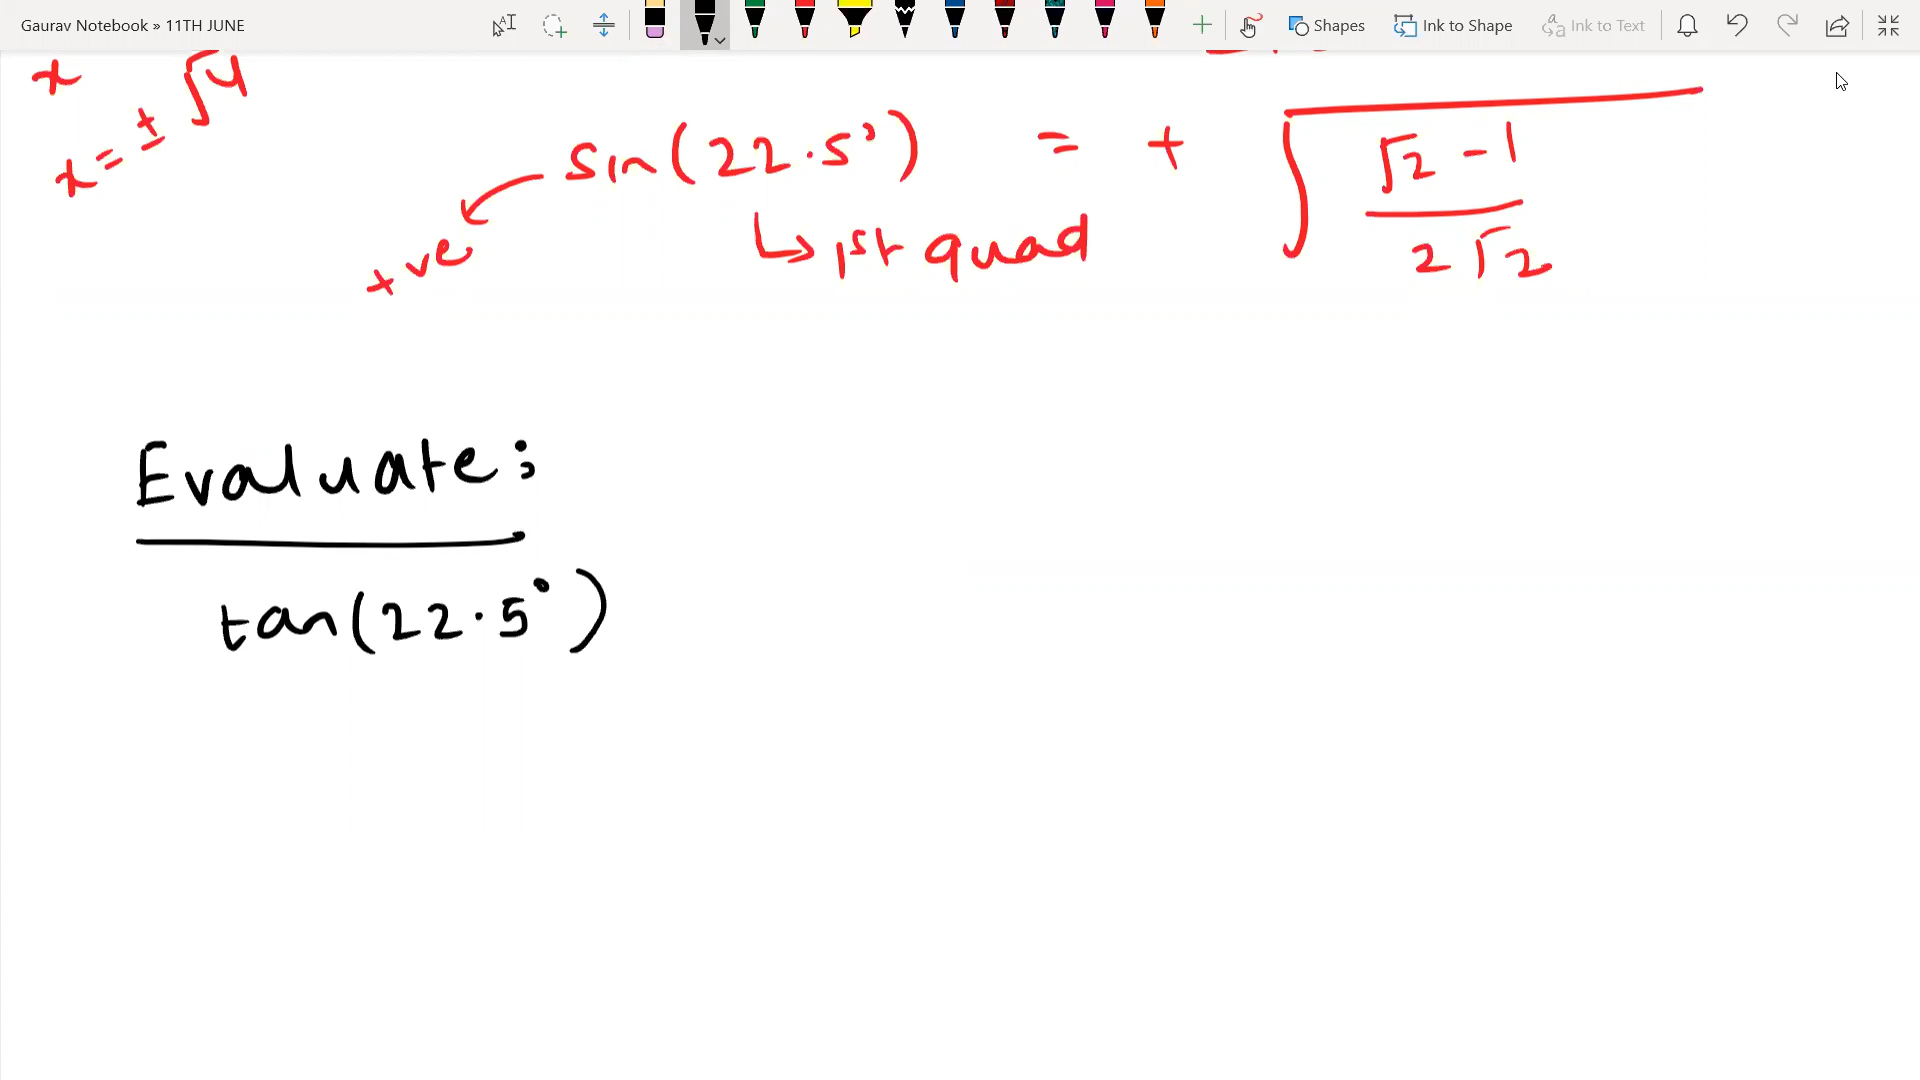 Gaurav Notebook » 11TH JUNE
Shapes
Ink to Shape
Ink to Text
x
√4
x = ±
sin(22.5°) = + √((√2 - 1)/(2√2))
+ve
↳ 1st quad
Evaluate:
tan(22.5°)